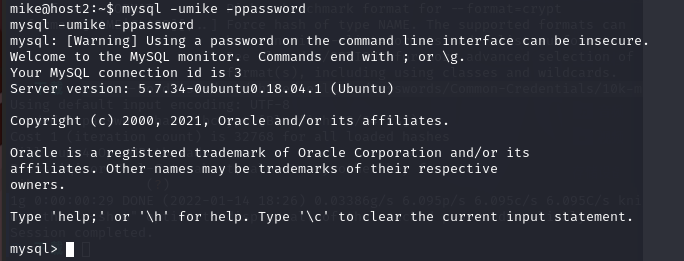 mike@host2:~$ mysql -umike -ppassword
mysql -umike -ppassword
mysql: [Warning] Using a password on the command line interface can be insecure.
Welcome to the MySQL monitor.  Commands end with ; or \g.
Your MySQL connection id is 3
Server version: 5.7.34-0ubuntu0.18.04.1 (Ubuntu)
Copyright (c) 2000, 2021, Oracle and/or its affiliates.
Oracle is a registered trademark of Oracle Corporation and/or its
affiliates. Other names may be trademarks of their respective
owners.
Type 'help;' or '\h' for help. Type '\c' to clear the current input statement.
mysql>